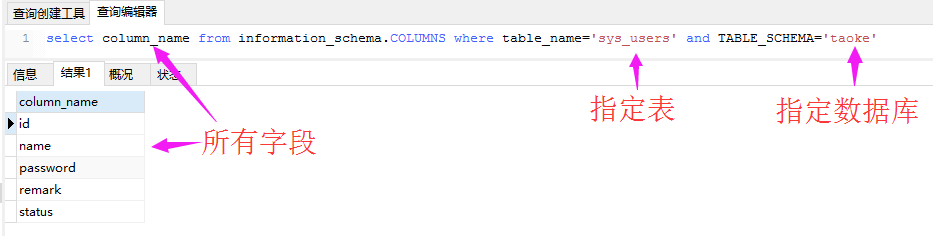 查询创建工具 查询编辑器
1 select column_name from information_schema.COLUMNS where table_name='sys_users' and TABLE_SCHEMA='taoke'
信息 结果1 概况 状态
指定表 指定数据库
column_name
id
所有字段
name
password
remark
status